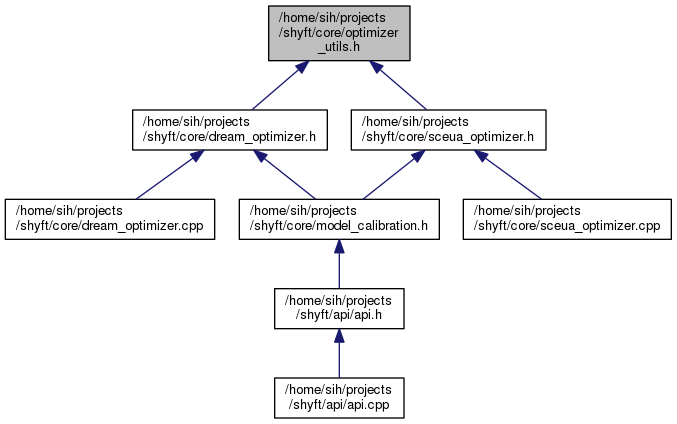 /home/sih/projects
/shyft/core/optimizer
_utils.h
/home/sih/projects
/shyft/core/dream_optimizer.h
/home/sih/projects
/shyft/core/sceua_optimizer.h
/home/sih/projects
/shyft/core/dream_optimizer.cpp
/home/sih/projects
/shyft/core/model_calibration.h
/home/sih/projects
/shyft/core/sceua_optimizer.cpp
/home/sih/projects
/shyft/api/api.h
/home/sih/projects
/shyft/api/api.cpp